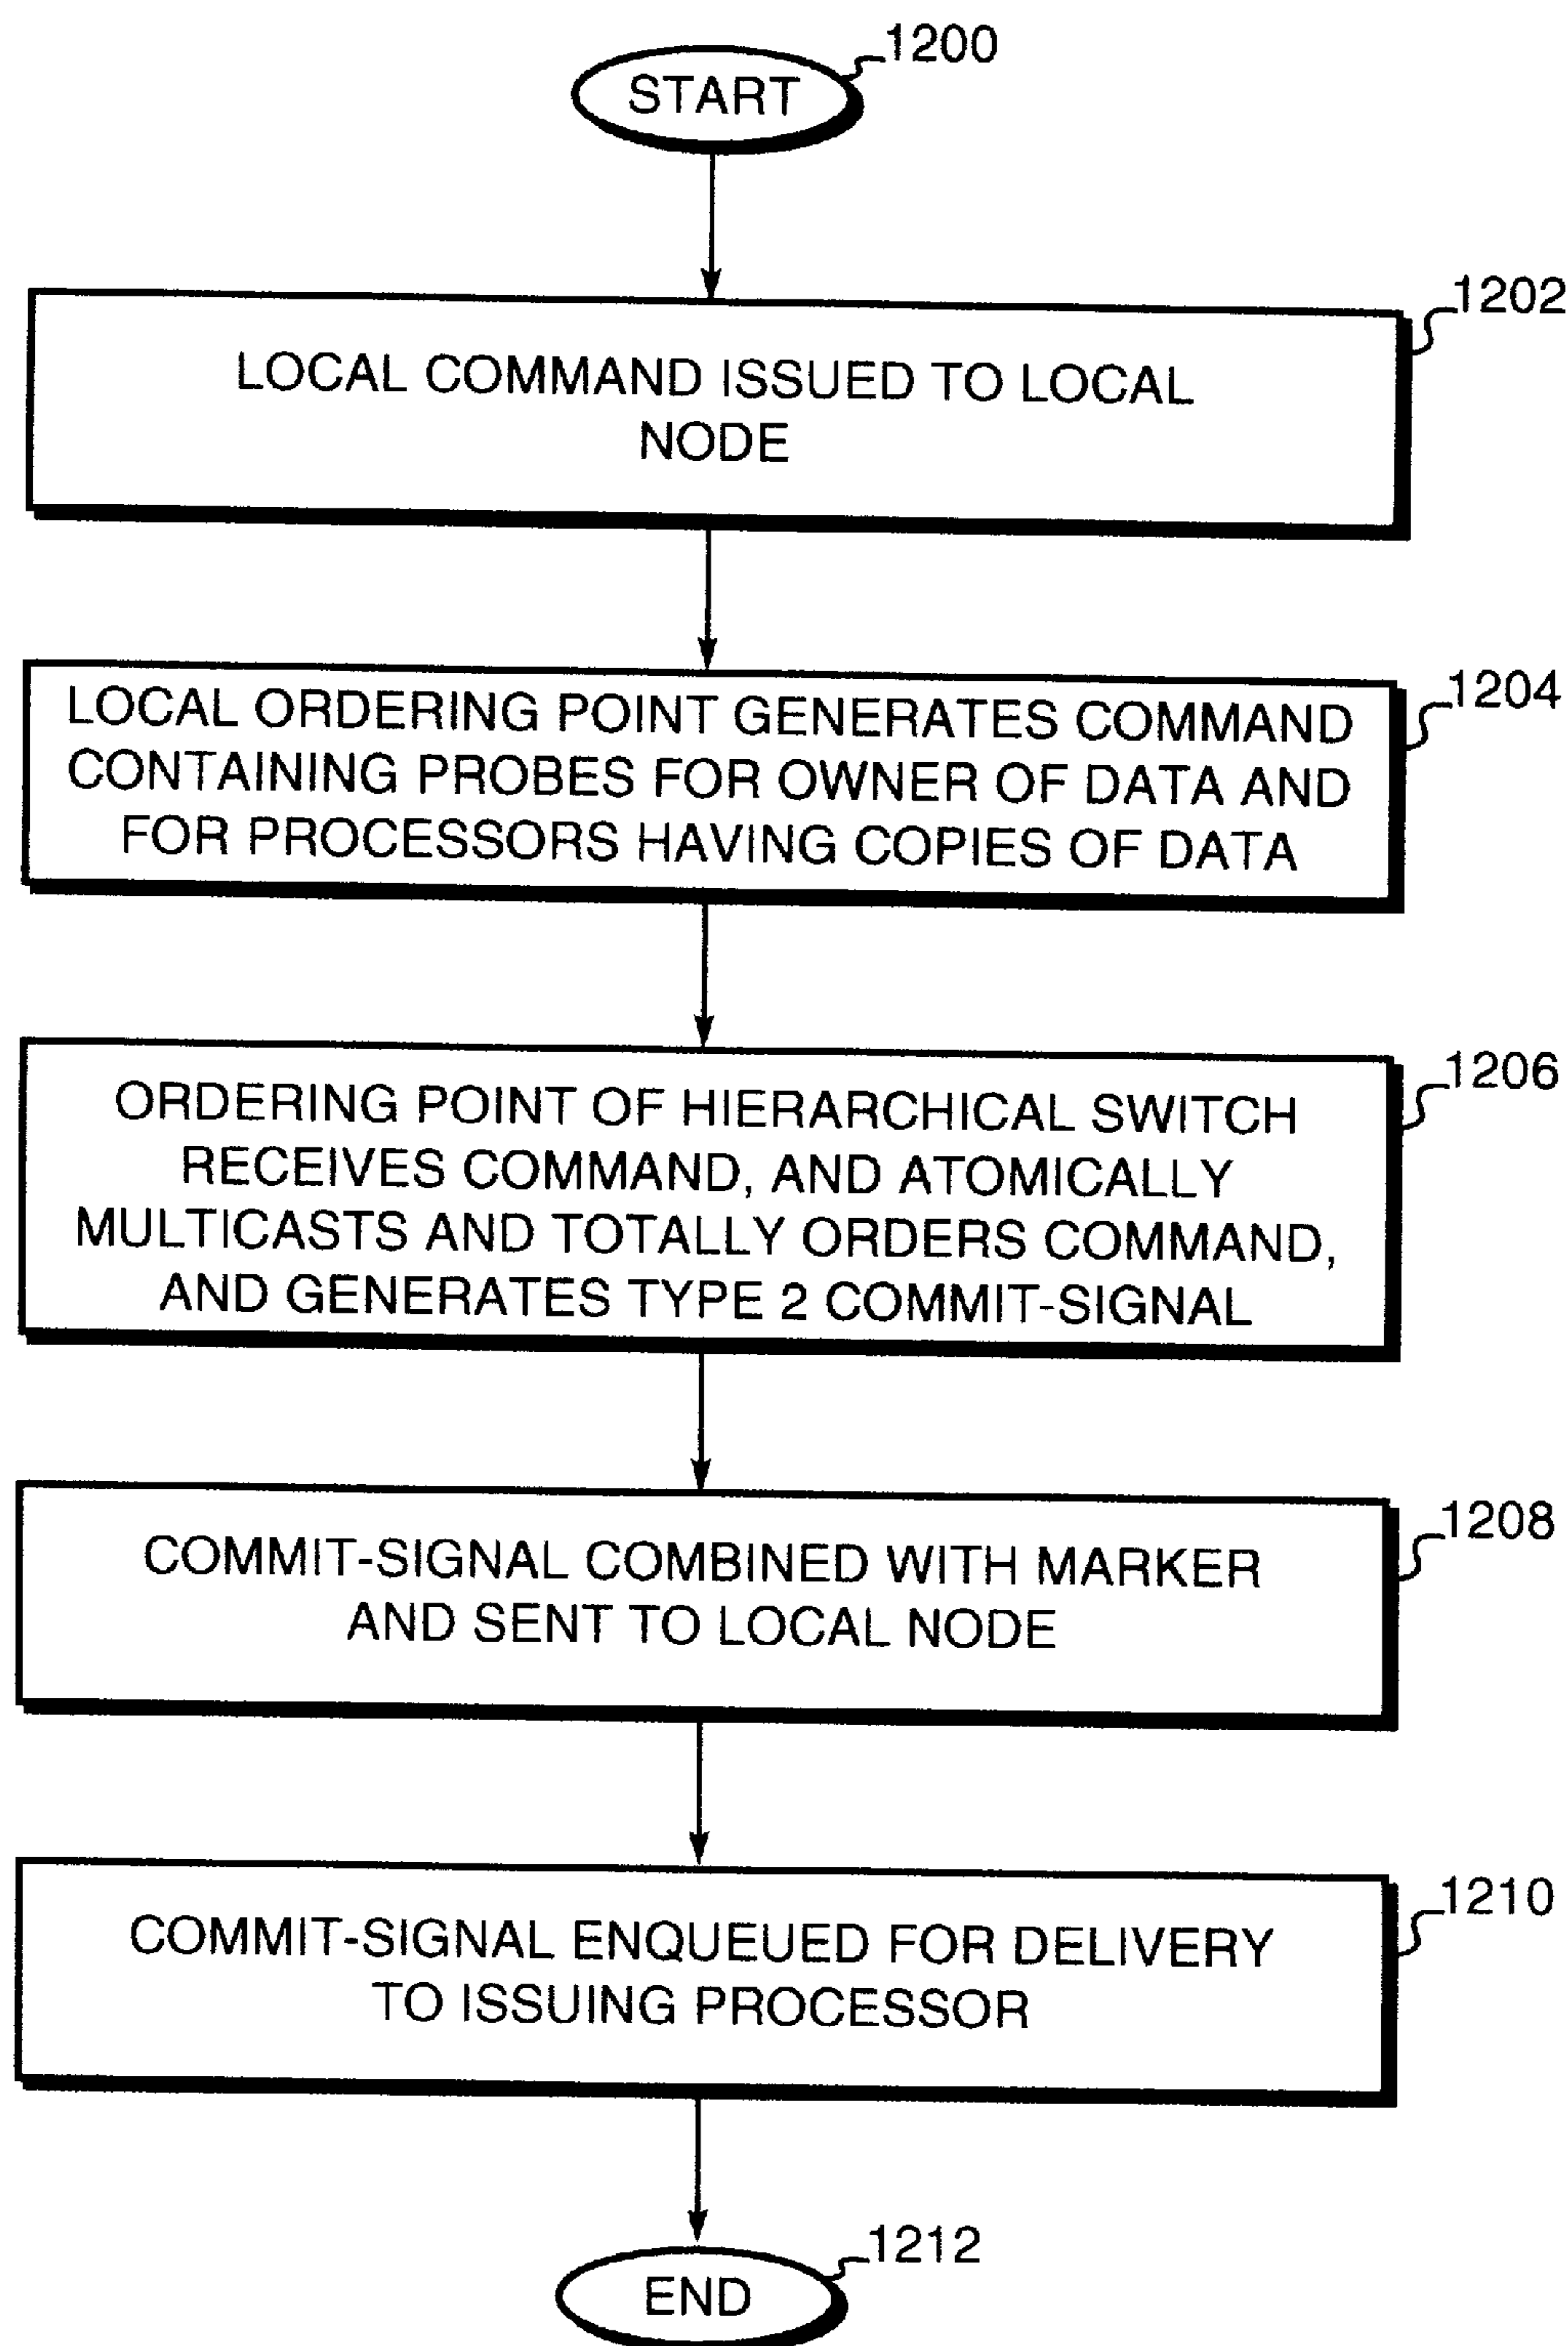 1200
START
1202
LOCAL COMMAND ISSUED TO LOCAL
NODE
1204
LOCAL ORDERING POINT GENERATES COMMAND
CONTAINING PROBES FOR OWNER OF DATA AND
FOR PROCESSORS HAVING COPIES OF DATA
1206
ORDERING POINT OF HIERARCHICAL SWITCH
RECEIVES COMMAND, AND ATOMICALLY
MULTICASTS AND TOTALLY ORDERS COMMAND,
AND GENERATES TYPE 2 COMMIT-SIGNAL
1208
COMMIT-SIGNAL COMBINED WITH MARKER
AND SENT TO LOCAL NODE
1210
COMMIT-SIGNAL ENQUEUED FOR DELIVERY
TO ISSUING PROCESSOR
1212
END